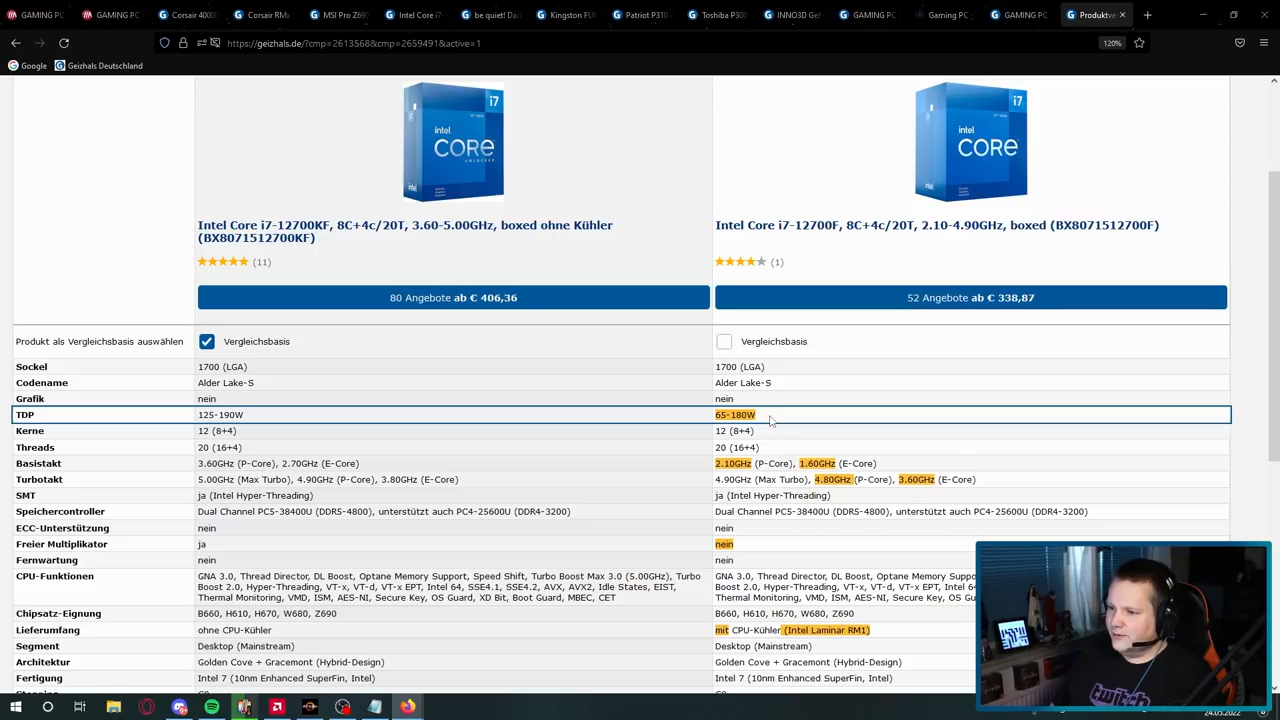 GAMING PC
GAMING PC
Corsair 4000
Corsair RMx
MSI Pro Z690
Intel Core i7-
be quiet! Dar
Kingston FUR
Patriot P310
Toshiba P300
INNO3D GeF
GAMING PC
Gaming PC
GAMING PC
Produktve
https://geizhals.de/?cmp=2613568&cmp=2659491&active=1
120%
Google
Geizhals Deutschland
i7
intel
CORE
UNLOCKED
i7
intel
CORE
Intel Core i7-12700KF, 8C+4c/20T, 3.60-5.00GHz, boxed ohne Kühler
(BX8071512700KF)
Intel Core i7-12700F, 8C+4c/20T, 2.10-4.90GHz, boxed (BX8071512700F)
(11)
(1)
80 Angebote ab € 406,36
52 Angebote ab € 338,87
Produkt als Vergleichsbasis auswählen
Vergleichsbasis
Vergleichsbasis
Sockel 1700 (LGA) 1700 (LGA)
Codename Alder Lake-S Alder Lake-S
Grafik nein nein
TDP 125-190W 65-180W
Kerne 12 (8+4) 12 (8+4)
Threads 20 (16+4) 20 (16+4)
Basistakt 3.60GHz (P-Core), 2.70GHz (E-Core) 2.10GHz (P-Core), 1.60GHz (E-Core)
Turbotakt 5.00GHz (Max Turbo), 4.90GHz (P-Core), 3.80GHz (E-Core) 4.90GHz (Max Turbo), 4.80GHz (P-Core), 3.60GHz (E-Core)
SMT ja (Intel Hyper-Threading) ja (Intel Hyper-Threading)
Speichercontroller Dual Channel PC5-38400U (DDR5-4800), unterstützt auch PC4-25600U (DDR4-3200) Dual Channel PC5-38400U (DDR5-4800), unterstützt auch PC4-25600U (DDR4-3200)
ECC-Unterstützung nein nein
Freier Multiplikator ja nein
Fernwartung nein nein
CPU-Funktionen GNA 3.0, Thread Director, DL Boost, Optane Memory Support, Speed Shift, Turbo Boost Max 3.0 (5.00GHz), Turbo GNA 3.0, Thread Director, DL Boost, Optane Memory Sup
Boost 2.0, Hyper-Threading, VT-x, VT-d, VT-x EPT, Intel 64, SSE4.1, SSE4.2, AVX, AVX2, Idle States, EIST, Boost 2.0, Hyper-Threading, VT-x, VT-d, VT-x EPT, Intel
Thermal Monitoring, VMD, ISM, AES-NI, Secure Key, OS Guard, XD Bit, Boot Guard, MBEC, CET Thermal Monitoring, VMD, ISM, AES-NI, Secure Key, OS Gu
Chipsatz-Eignung B660, H610, H670, W680, Z690 B660, H610, H670, W680, Z690
Lieferumfang ohne CPU-Kühler mit CPU-Kühler (Intel Laminar RM1)
Segment Desktop (Mainstream) Desktop (Mainstream)
Architektur Golden Cove + Gracemont (Hybrid-Design) Golden Cove + Gracemont (Hybrid-Design)
Fertigung Intel 7 (10nm Enhanced SuperFin, Intel) Intel 7 (10nm Enhanced SuperFin, Intel)
twitch
24.05.2022